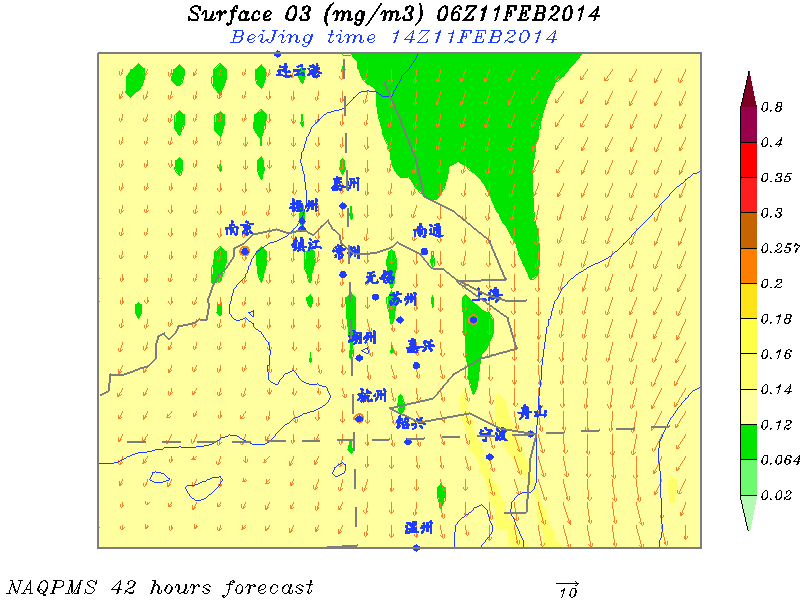 Surface O3 (mg/m3) 06Z11FEB2014
BeiJing time 14Z11FEB2014
连云港
泰州
扬州
南京
镇江
常州
南通
无锡
苏州
上海
湖州
嘉兴
杭州
绍兴
舟山
宁波
温州
0.8
0.4
0.35
0.3
0.257
0.2
0.18
0.16
0.14
0.12
0.064
0.02
NAQPMS 42 hours forecast
10